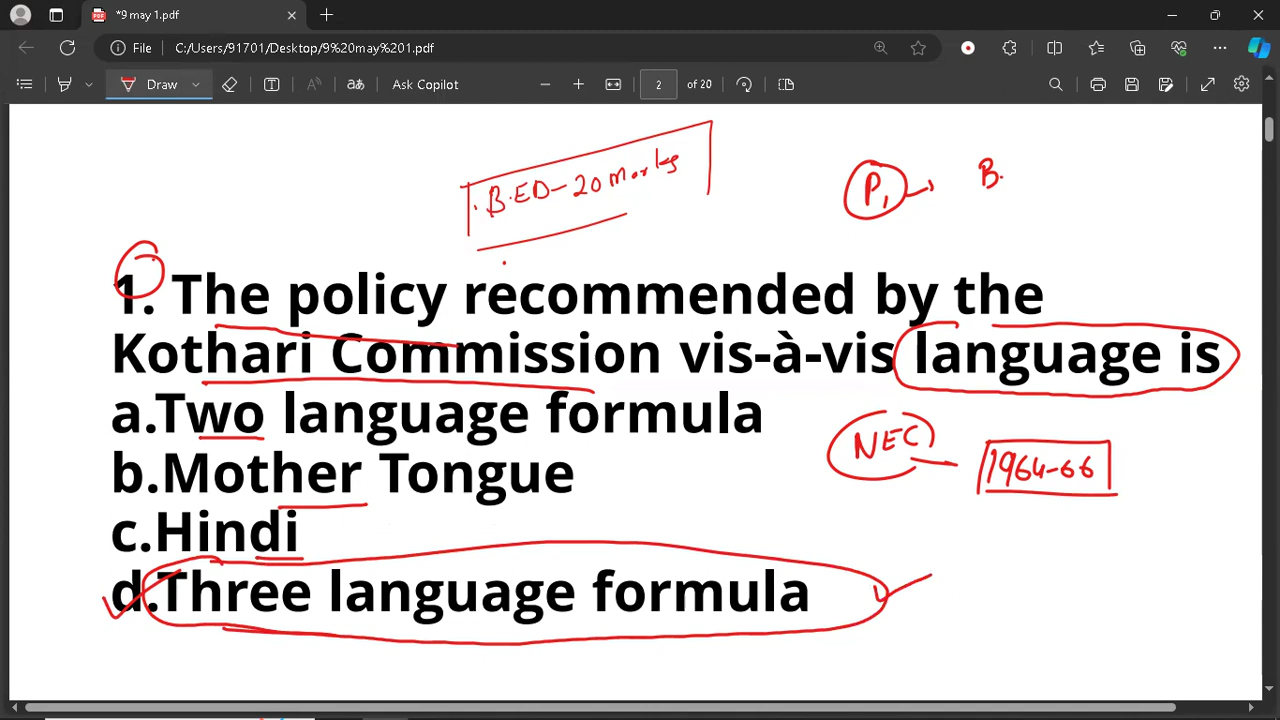 *9 may 1.pdf
File C:/Users/91701/Desktop/9%20may%201.pdf
Draw Ask Copilot 2 of 20
B.ED-20 Marks
P1 → B.
1. The policy recommended by the
Kothari Commission vis-à-vis language is
a.Two language formula
NEC 1964-66
b.Mother Tongue
c.Hindi
d.Three language formula